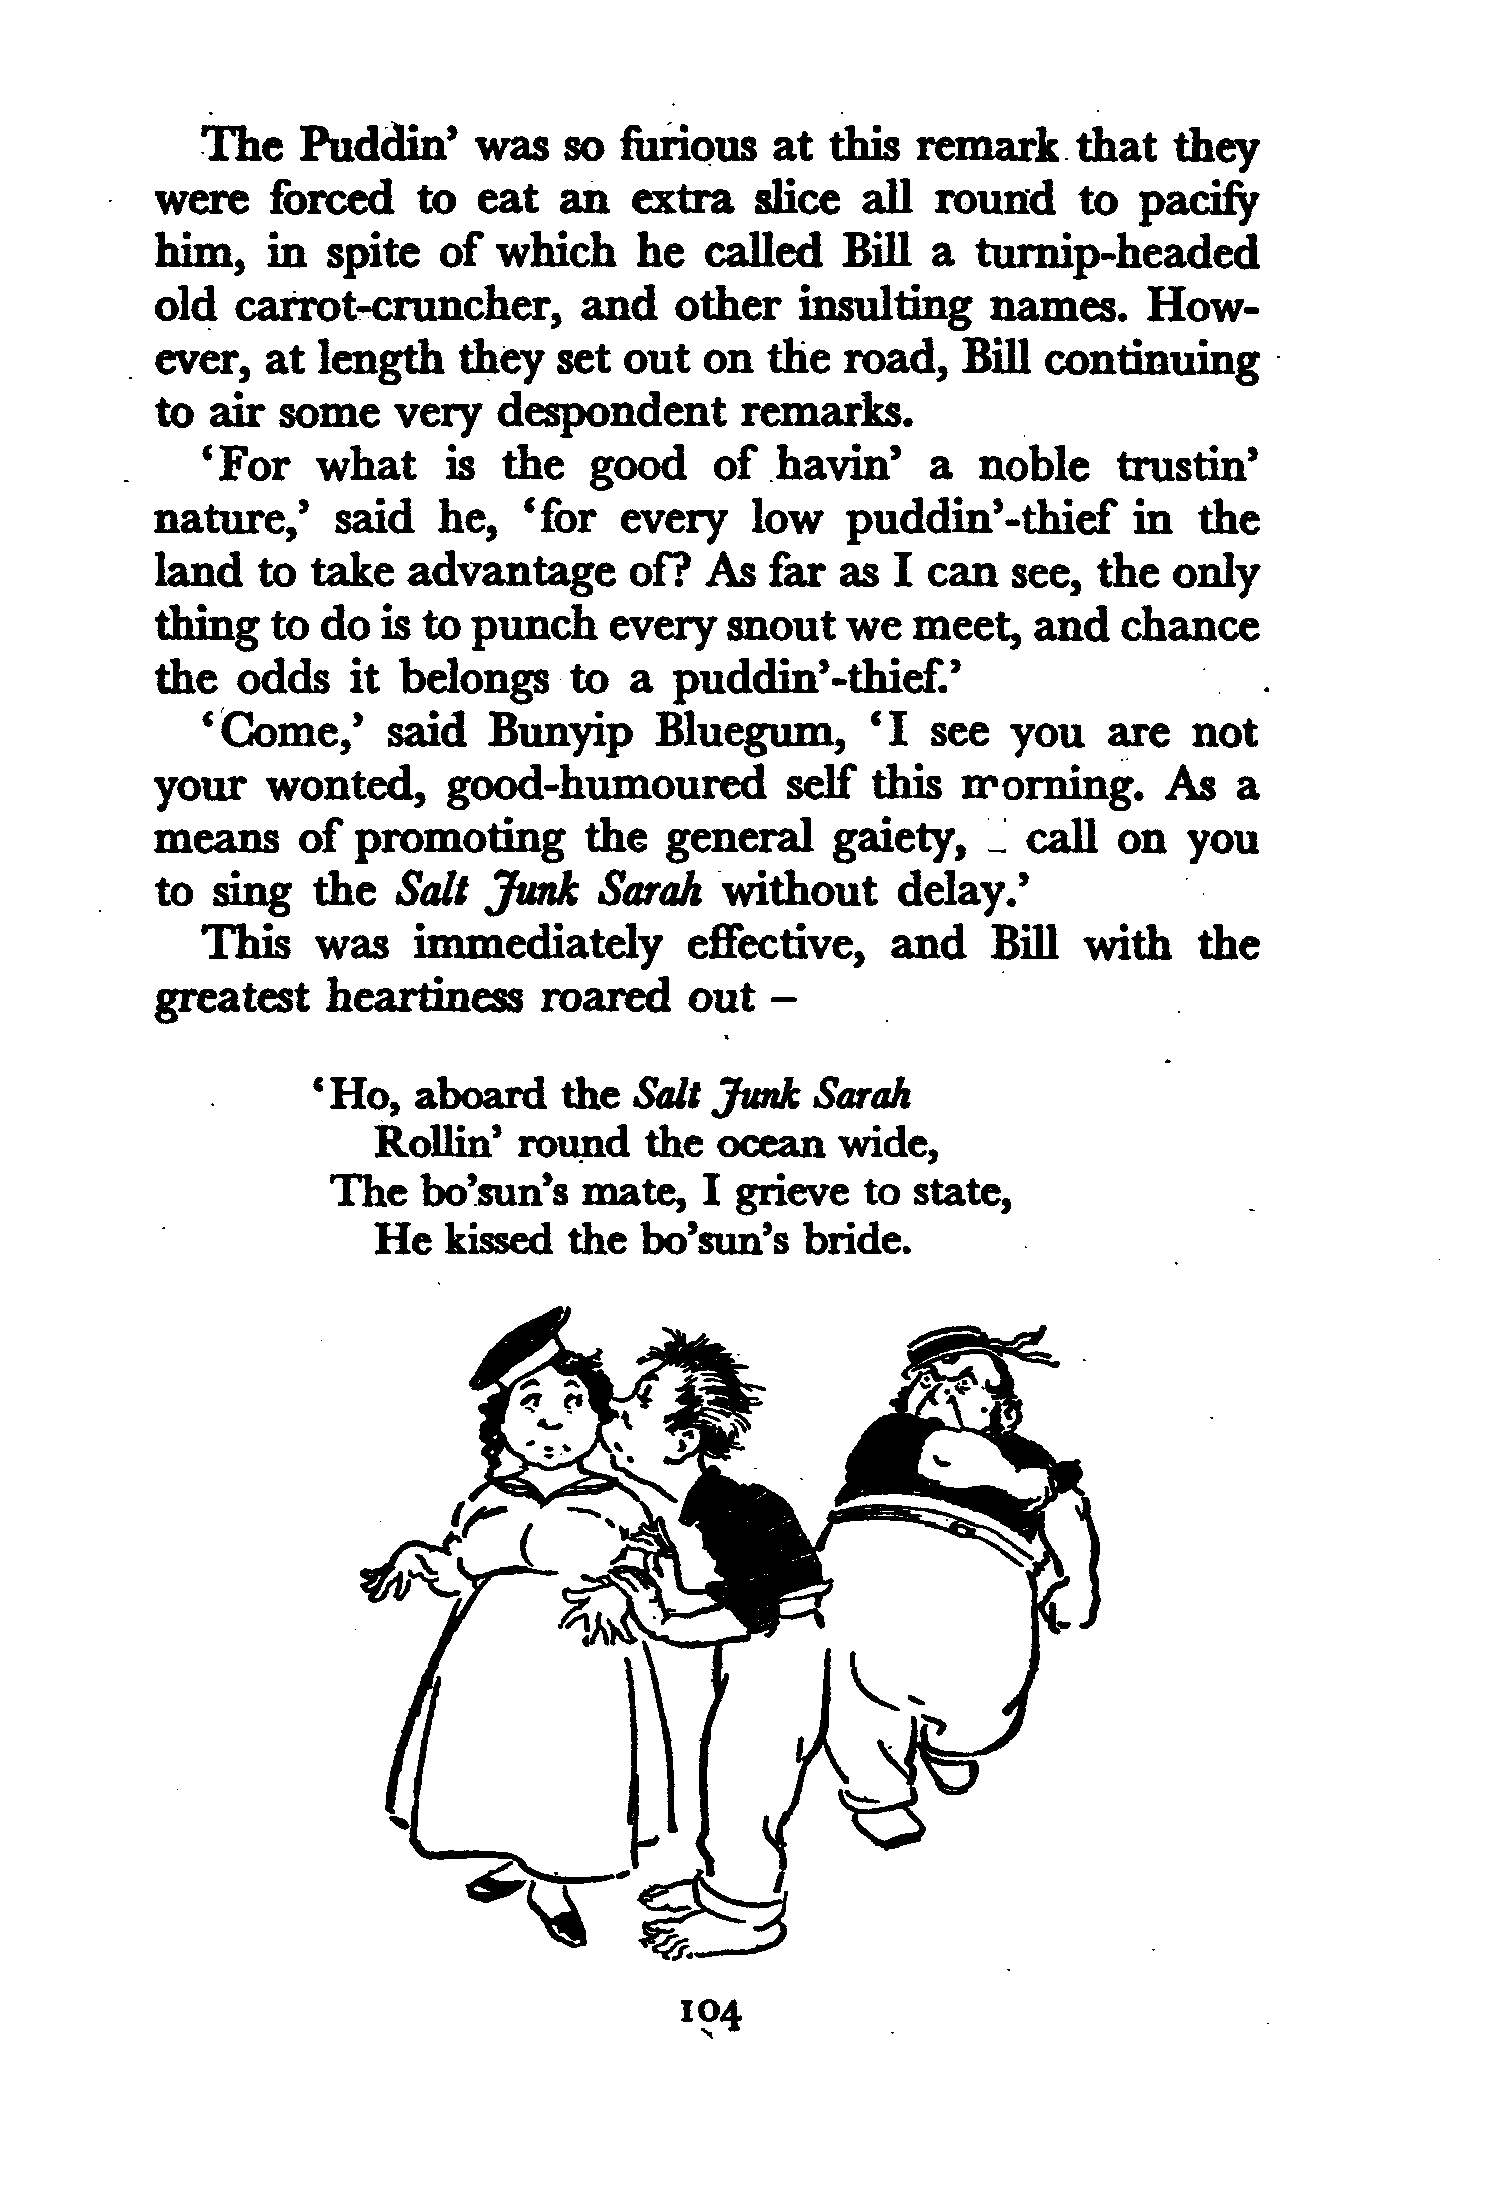 The Puddin’ was so furious at this remark that they
were forced to eat an extra slice all round to pacify
him, in spite of which he called Bill a turnip-headed
old carrot-cruncher, and other insulting names. How-
ever, at length they set out on the road, Bill continuing
to air some very despondent remarks.
‘For what is the good of havin’ a noble trustin’
nature,’ said he, ‘for every low puddin’-thief in the
land to take advantage of? As far as I can see, the only
thing to do is to punch every snout we meet, and chance
the odds it belongs to a puddin’-thief.’
‘Come,’ said Bunyip Bluegum, ‘I see you are not
your wonted, good-humoured self this morning. As a
means of promoting the general gaiety, call on you
to sing the Salt Junk Sarah without delay.’
This was immediately effective, and Bill with the
greatest heartiness roared out –
‘Ho, aboard the Salt Junk Sarah
Rollin’ round the ocean wide,
The bo’sun’s mate, I grieve to state,
He kissed the bo’sun’s bride.
104